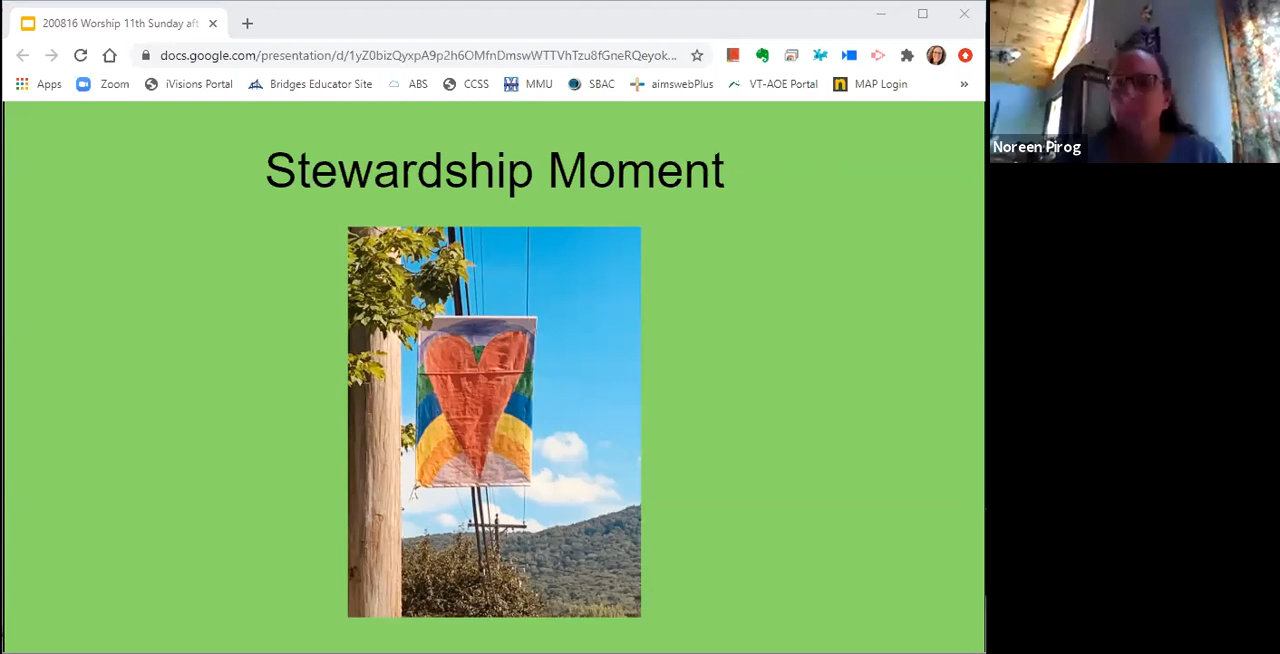 200816 Worship 11th Sunday aft
docs.google.com/presentation/d/1yZ0bizQyxpA9p2h6OMfnDmswWTTVhTzu8fGneRQeyok...
Apps Zoom iVisions Portal Bridges Educator Site ABS CCSS MMU SBAC aimswebPlus VT-AOE Portal MAP Login »
Stewardship Moment
Noreen Pirog